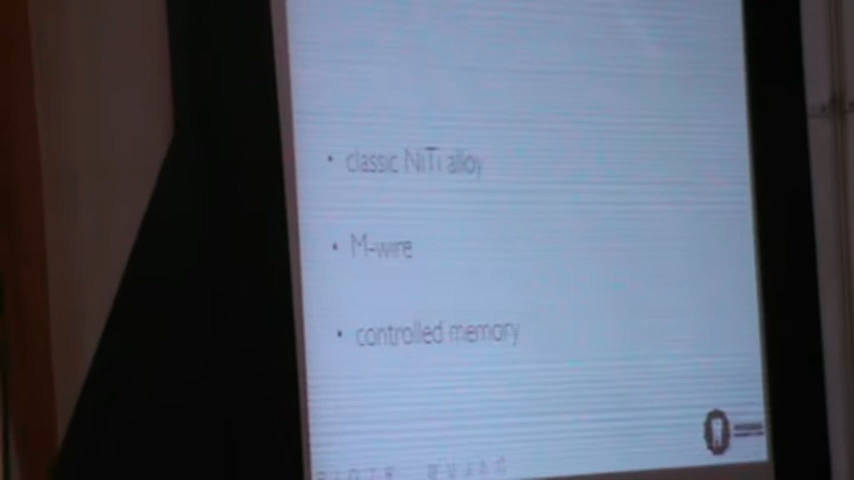 • classic NiTi alloy
• M-wire
• controlled memory